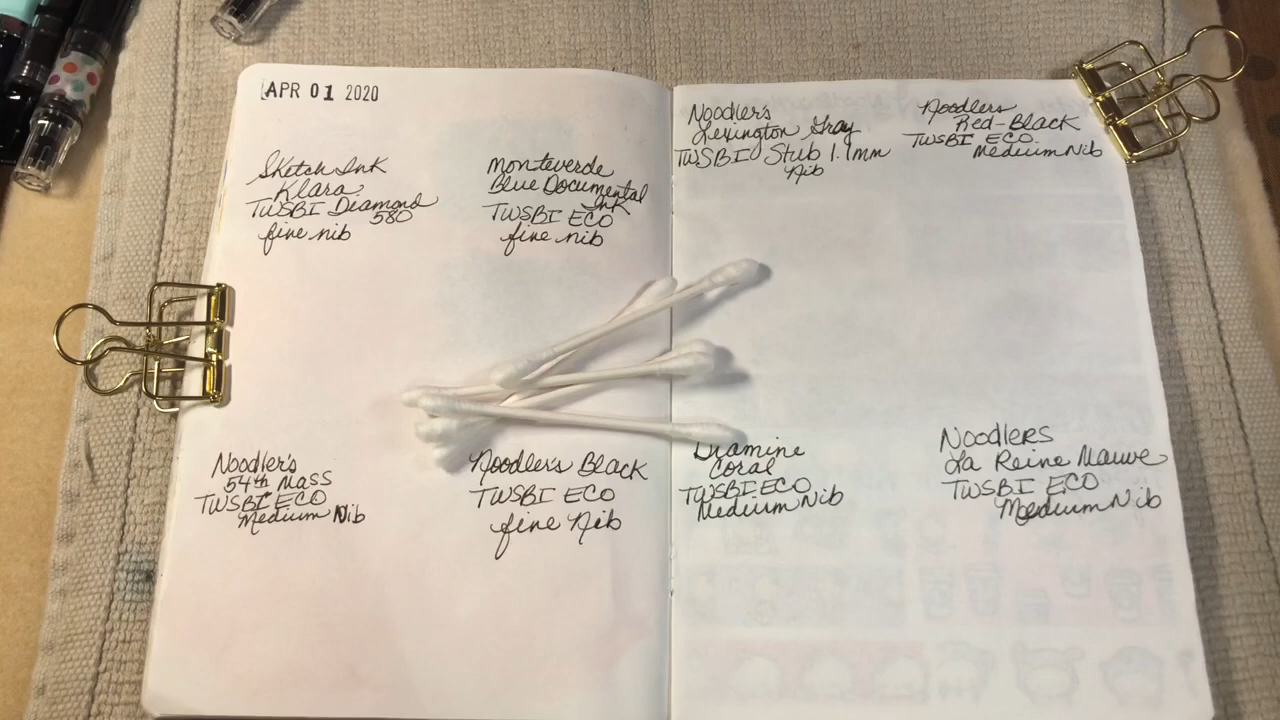 APR 01 2020
Sketch Ink
Klara
TWSBI Diamond
580
fine nib
Monteverde
Blue Documental
Ink
TWSBI ECO
fine nib
Noodler's
54th Mass
TWSBI ECO
Medium Nib
Noodler's Black
TWSBI ECO
fine Nib
Noodler's
Lexington Gray
TWSBI Stub 1.1mm
Nib
Noodlers
Red-Black
TWSBI ECO
Medium Nib
Diamine
Coral
TWSBI ECO
Medium Nib
Noodlers
La Reine Mauve
TWSBI ECO
Medium Nib